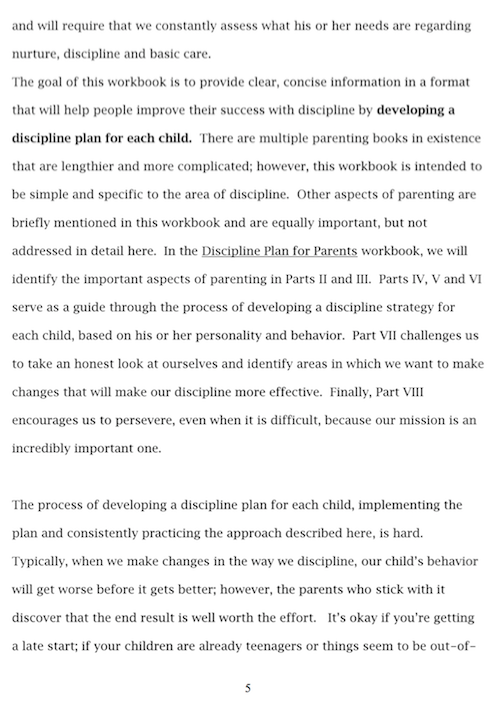 and will require that we constantly assess what his or her needs are regarding
nurture, discipline and basic care.
The goal of this workbook is to provide clear, concise information in a format
that will help people improve their success with discipline by developing a
discipline plan for each child.  There are multiple parenting books in existence
that are lengthier and more complicated; however, this workbook is intended to
be simple and specific to the area of discipline.  Other aspects of parenting are
briefly mentioned in this workbook and are equally important, but not
addressed in detail here.  In the Discipline Plan for Parents workbook, we will
identify the important aspects of parenting in Parts II and III.  Parts IV, V and VI
serve as a guide through the process of developing a discipline strategy for
each child, based on his or her personality and behavior.  Part VII challenges us
to take an honest look at ourselves and identify areas in which we want to make
changes that will make our discipline more effective.  Finally, Part VIII
encourages us to persevere, even when it is difficult, because our mission is an
incredibly important one.
The process of developing a discipline plan for each child, implementing the
plan and consistently practicing the approach described here, is hard.
Typically, when we make changes in the way we discipline, our child's behavior
will get worse before it gets better; however, the parents who stick with it
discover that the end result is well worth the effort.   It's okay if you're getting
a late start; if your children are already teenagers or things seem to be out-of-
5